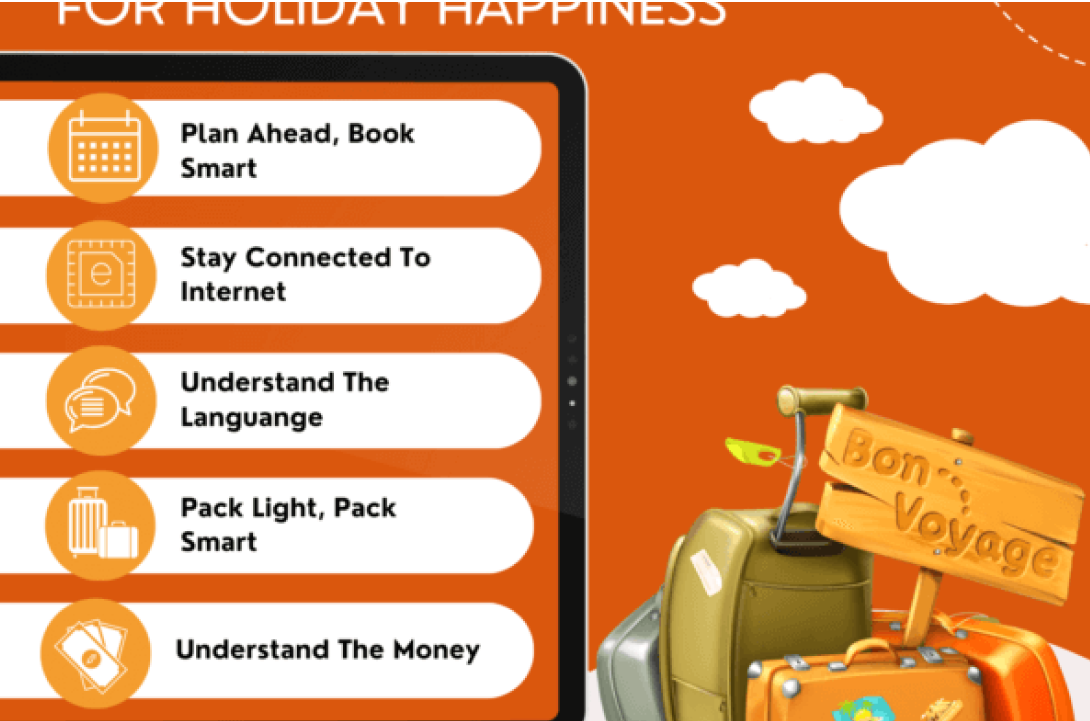 FOR HOLIDAY HAPPINESS
Plan Ahead, Book
Smart
Stay Connected To
Internet
Understand The
Languange
Pack Light, Pack
Smart
Understand The Money
Bon
Voyage